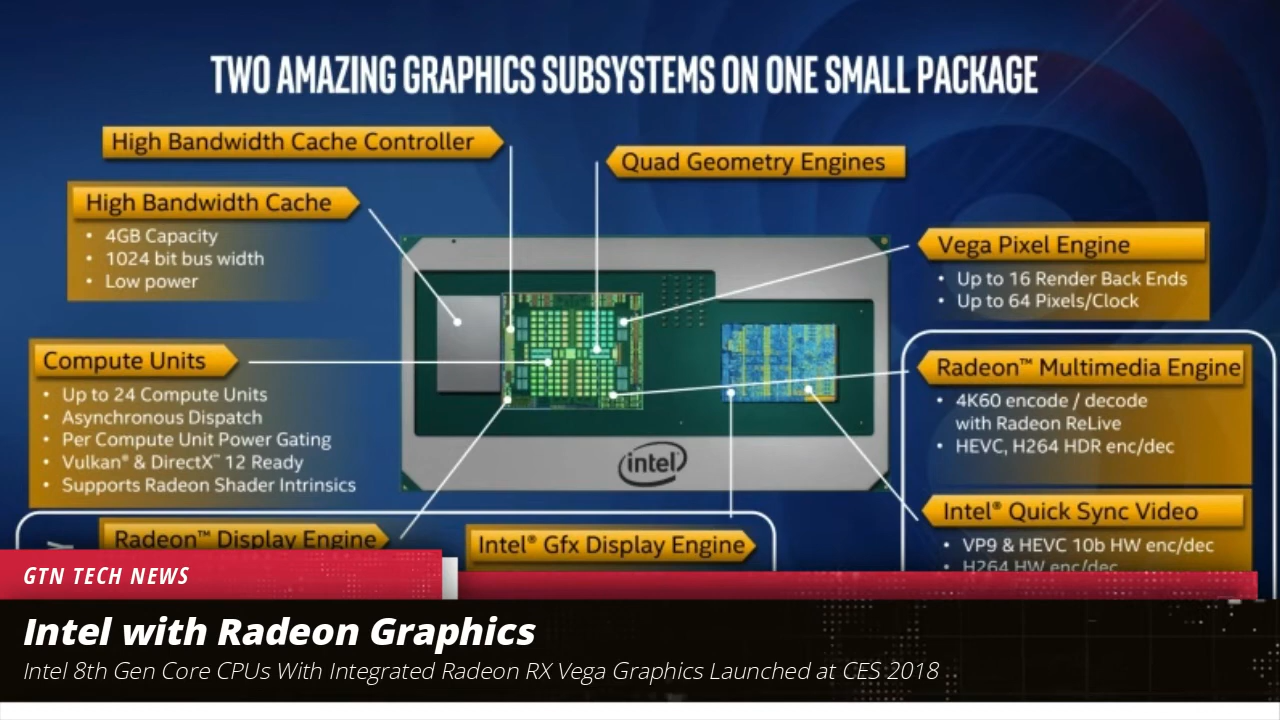 TWO AMAZING GRAPHICS SUBSYSTEMS ON ONE SMALL PACKAGE
High Bandwidth Cache Controller
Quad Geometry Engines
High Bandwidth Cache
• 4GB Capacity
• 1024 bit bus width
• Low power
Vega Pixel Engine
• Up to 16 Render Back Ends
• Up to 64 Pixels/Clock
Compute Units
• Up to 24 Compute Units
• Asynchronous Dispatch
• Per Compute Unit Power Gating
• Vulkan® & DirectX™ 12 Ready
• Supports Radeon Shader Intrinsics
Radeon™ Multimedia Engine
• 4K60 encode / decode
with Radeon ReLive
• HEVC, H264 HDR enc/dec
intel®
Intel® Quick Sync Video
• VP9 & HEVC 10b HW enc/dec
• H264 HW enc/dec
Radeon™ Display Engine
Intel® Gfx Display Engine
GTN TECH NEWS
Intel with Radeon Graphics
Intel 8th Gen Core CPUs With Integrated Radeon RX Vega Graphics Launched at CES 2018